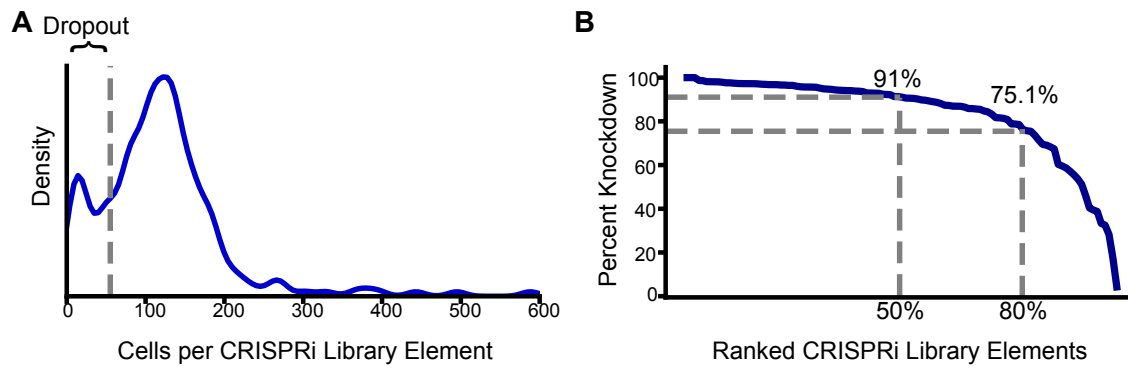 A
Dropout
Density
0 100 200 300 400 500 600
Cells per CRISPRi Library Element
B
100
80
60
40
20
0
Percent Knockdown
91%
75.1%
50% 80%
Ranked CRISPRi Library Elements